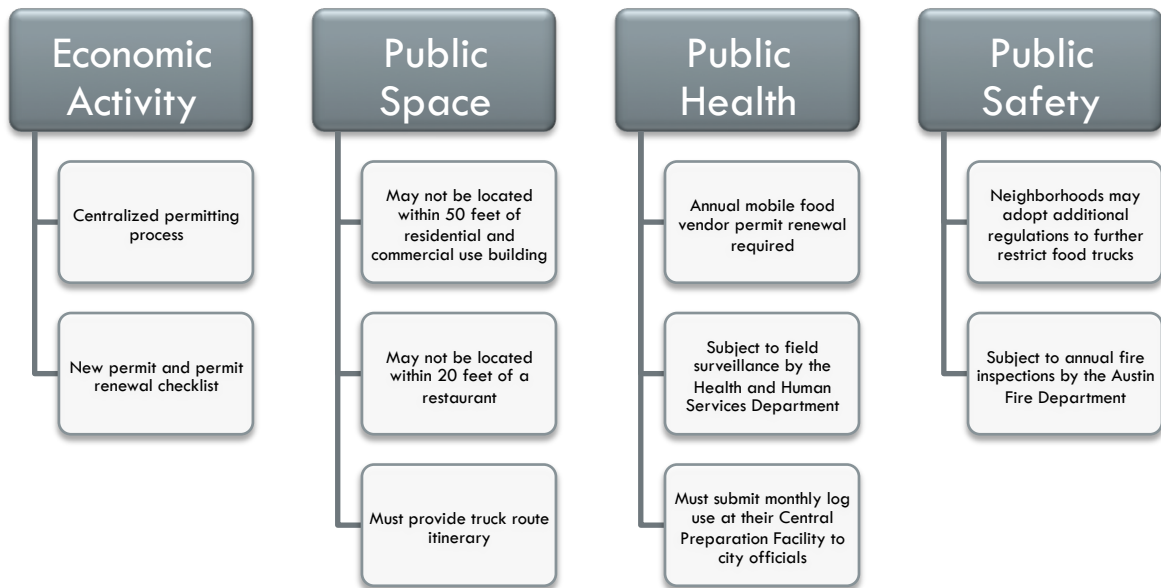 Economic
Activity
Centralized permitting
process
New permit and permit
renewal checklist
Public
Space
May not be located
within 50 feet of
residential and
commercial use building
May not be located
within 20 feet of a
restaurant
Must provide truck route
itinerary
Public
Health
Annual mobile food
vendor permit renewal
required
Subject to field
surveillance by the
Health and Human
Services Department
Must submit monthly log
use at their Central
Preparation Facility to
city officials
Public
Safety
Neighborhoods may
adopt additional
regulations to further
restrict food trucks
Subject to annual fire
inspections by the Austin
Fire Department